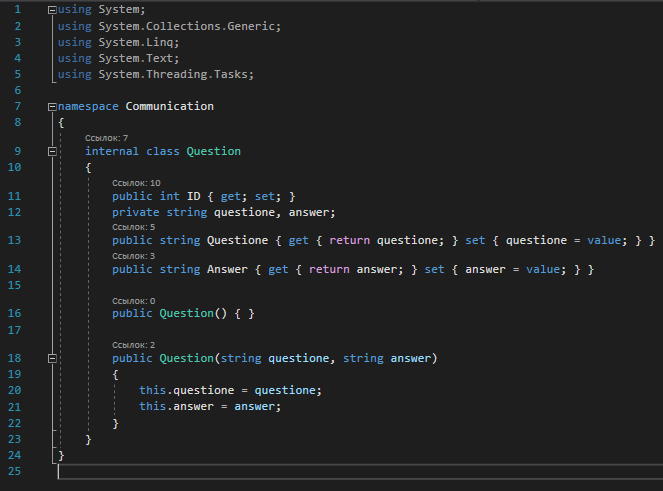 1 using System;
2 using System.Collections.Generic;
3 using System.Linq;
4 using System.Text;
5 using System.Threading.Tasks;
6
7 namespace Communication
8 {
Ссылок: 7
9 internal class Question
10 {
Ссылок: 10
11 public int ID { get; set; }
12 private string questione, answer;
Ссылок: 5
13 public string Questione { get { return questione; } set { questione = value; } }
Ссылок: 3
14 public string Answer { get { return answer; } set { answer = value; } }
15
Ссылок: 0
16 public Question() { }
17
Ссылок: 2
18 public Question(string questione, string answer)
19 {
20 this.questione = questione;
21 this.answer = answer;
22 }
23 }
24 }
25